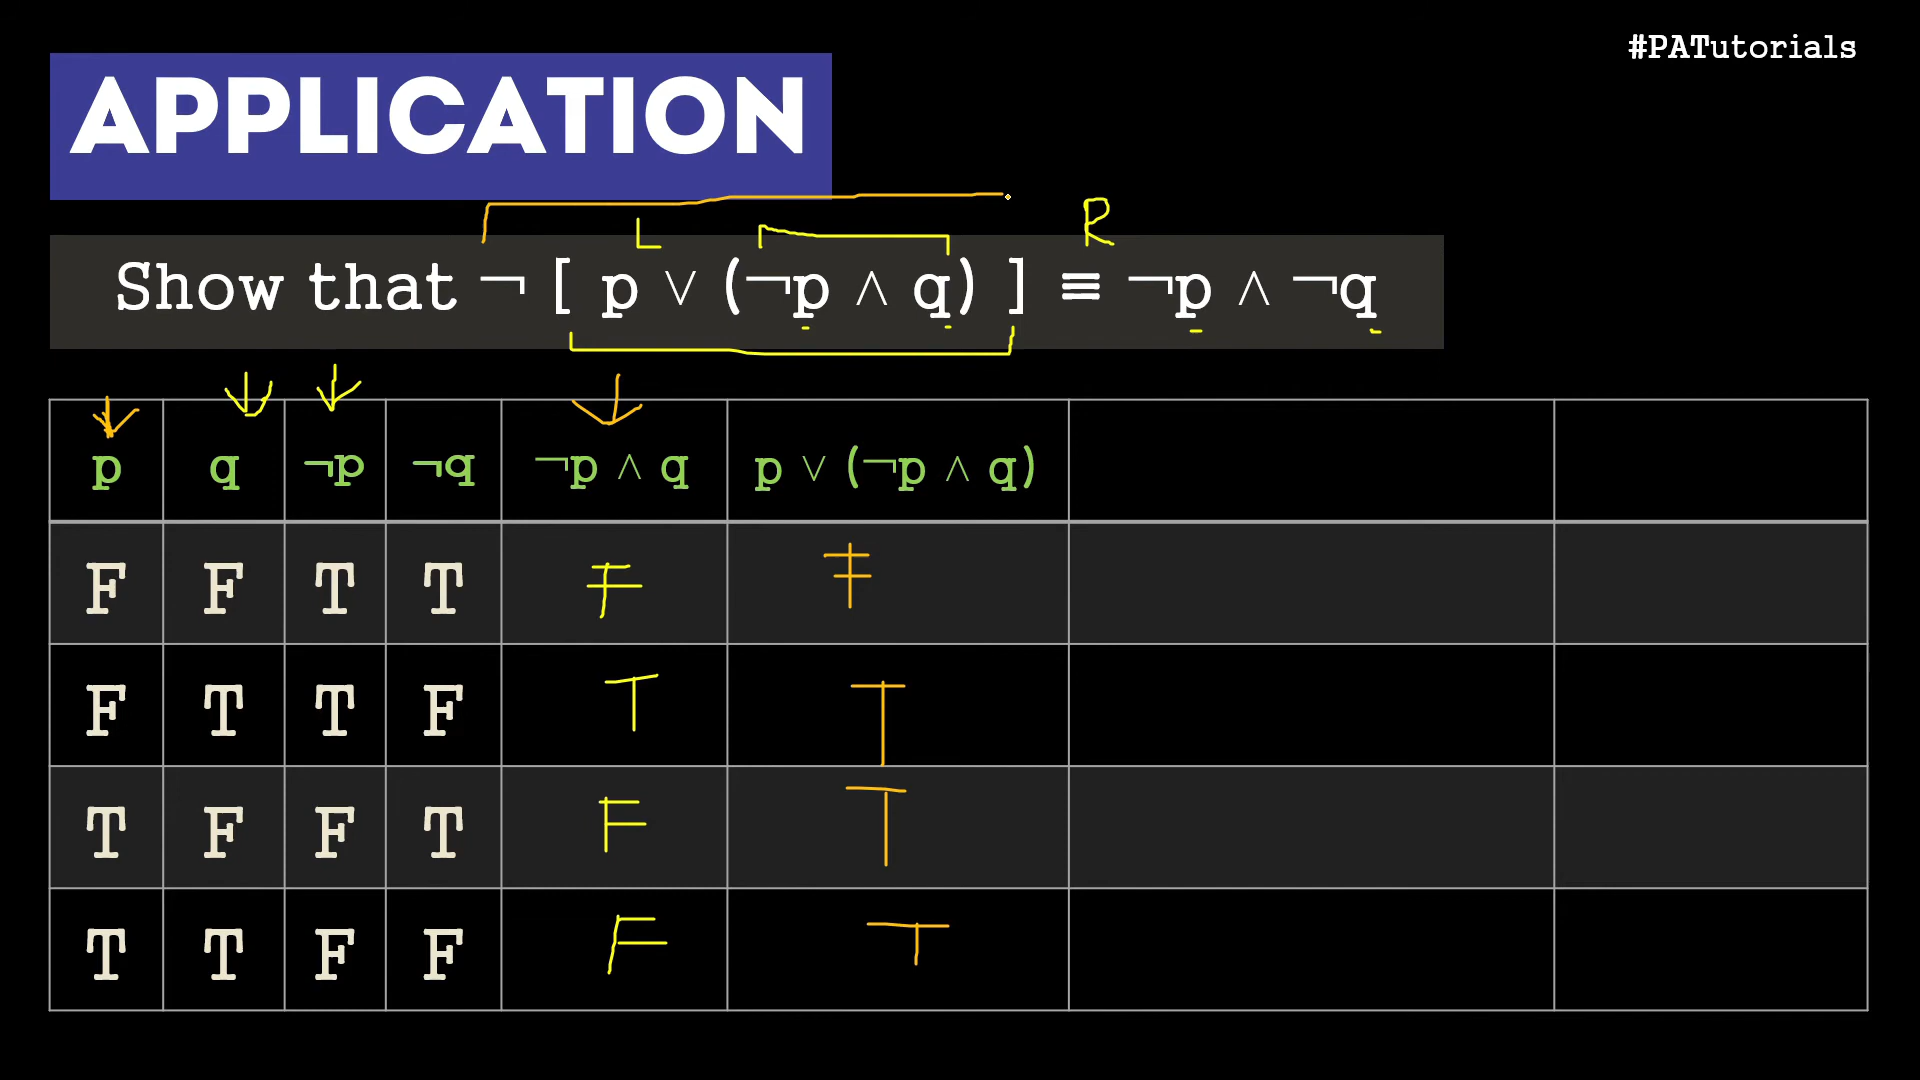 #PATutorials
APPLICATION
L R
Show that ¬ [ p ∨ (¬p ∧ q) ] ≡ ¬p ∧ ¬q
p q ¬p ¬q ¬p ∧ q p ∨ (¬p ∧ q)
F F T T F F
F T T F T T
T F F T F T
T T F F F T